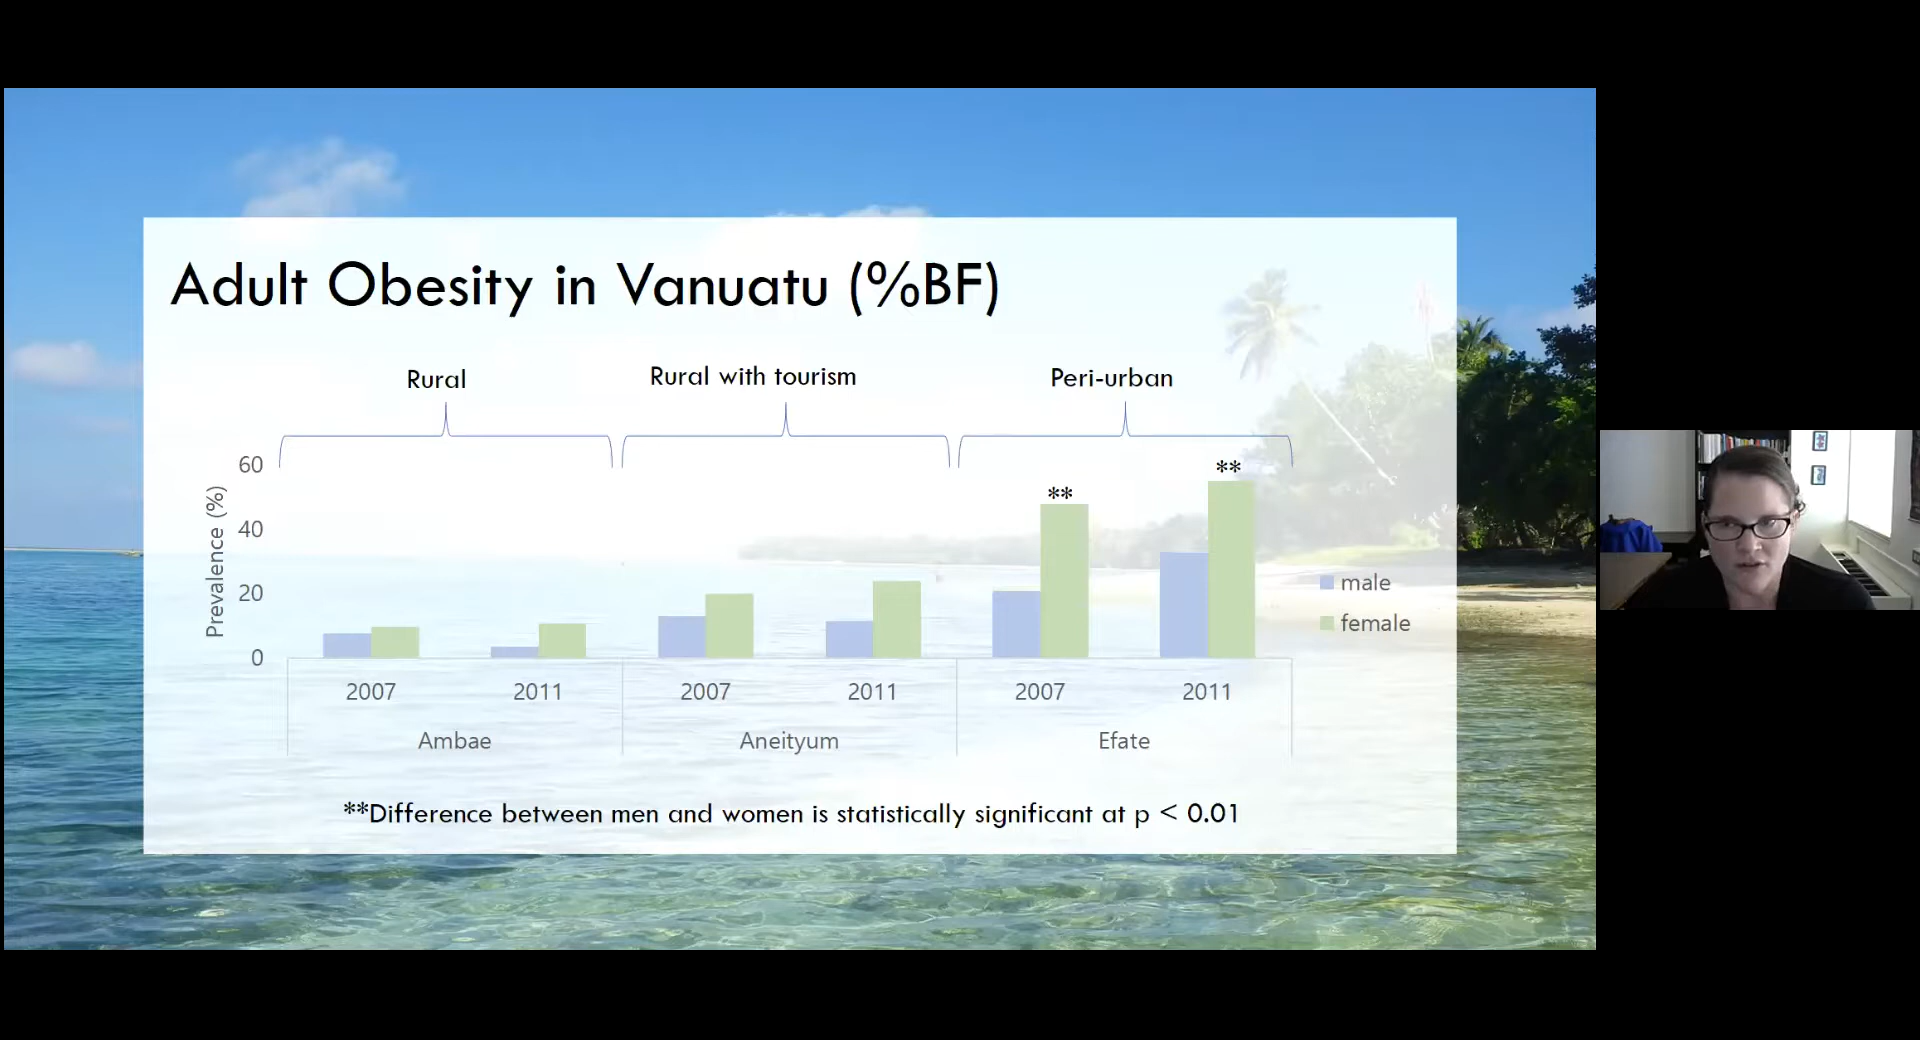 Adult Obesity in Vanuatu (%BF)
Rural
Rural with tourism
Peri-urban
Prevalence (%)
60
40
20
0
**
**
male
female
2007
2011
2007
2011
2007
2011
Ambae
Aneityum
Efate
**Difference between men and women is statistically significant at p < 0.01